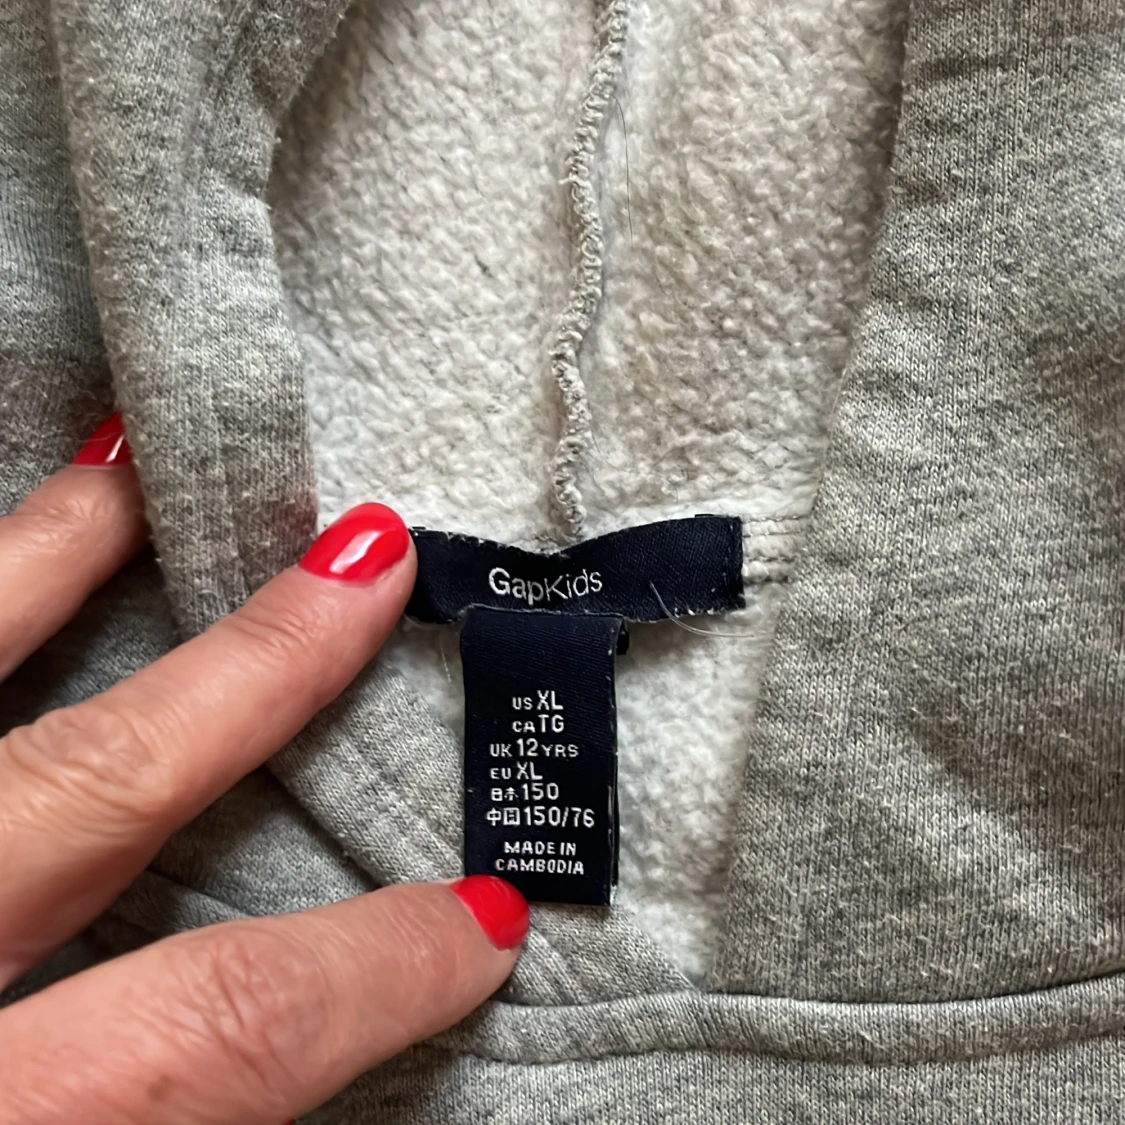 GapKids
US XL
CA TG
UK 12 YRS
EU XL
日本 150
中国 150/76
MADE IN
CAMBODIA